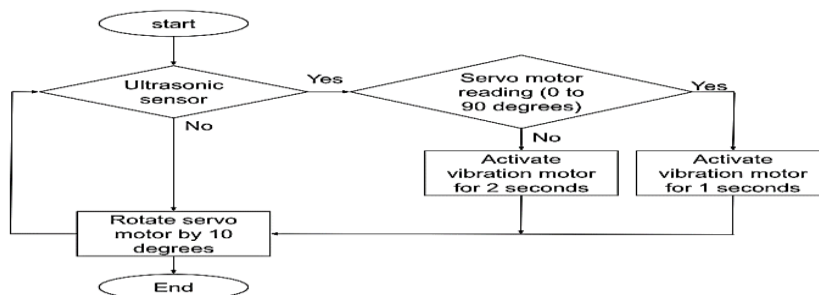 start
Ultrasonic
sensor
Yes
No
Servo motor
reading (0 to
90 degrees)
Yes
No
Activate
vibration motor
for 2 seconds
Activate
vibration motor
for 1 seconds
Rotate servo
motor by 10
degrees
End